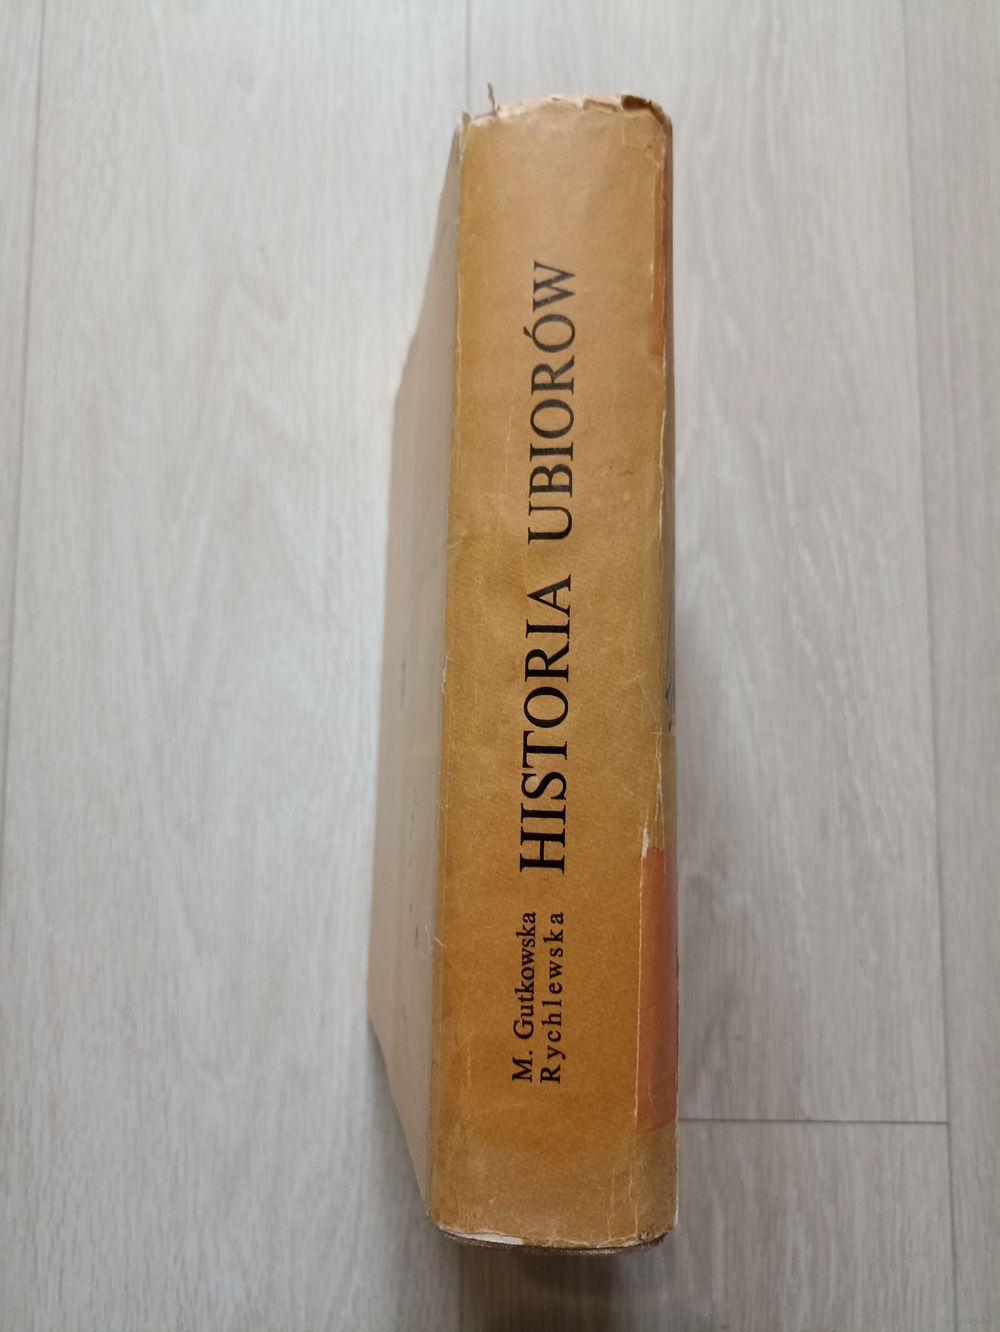 M. Gutkowska
Rychlewska
HISTORIA UBIORÓW